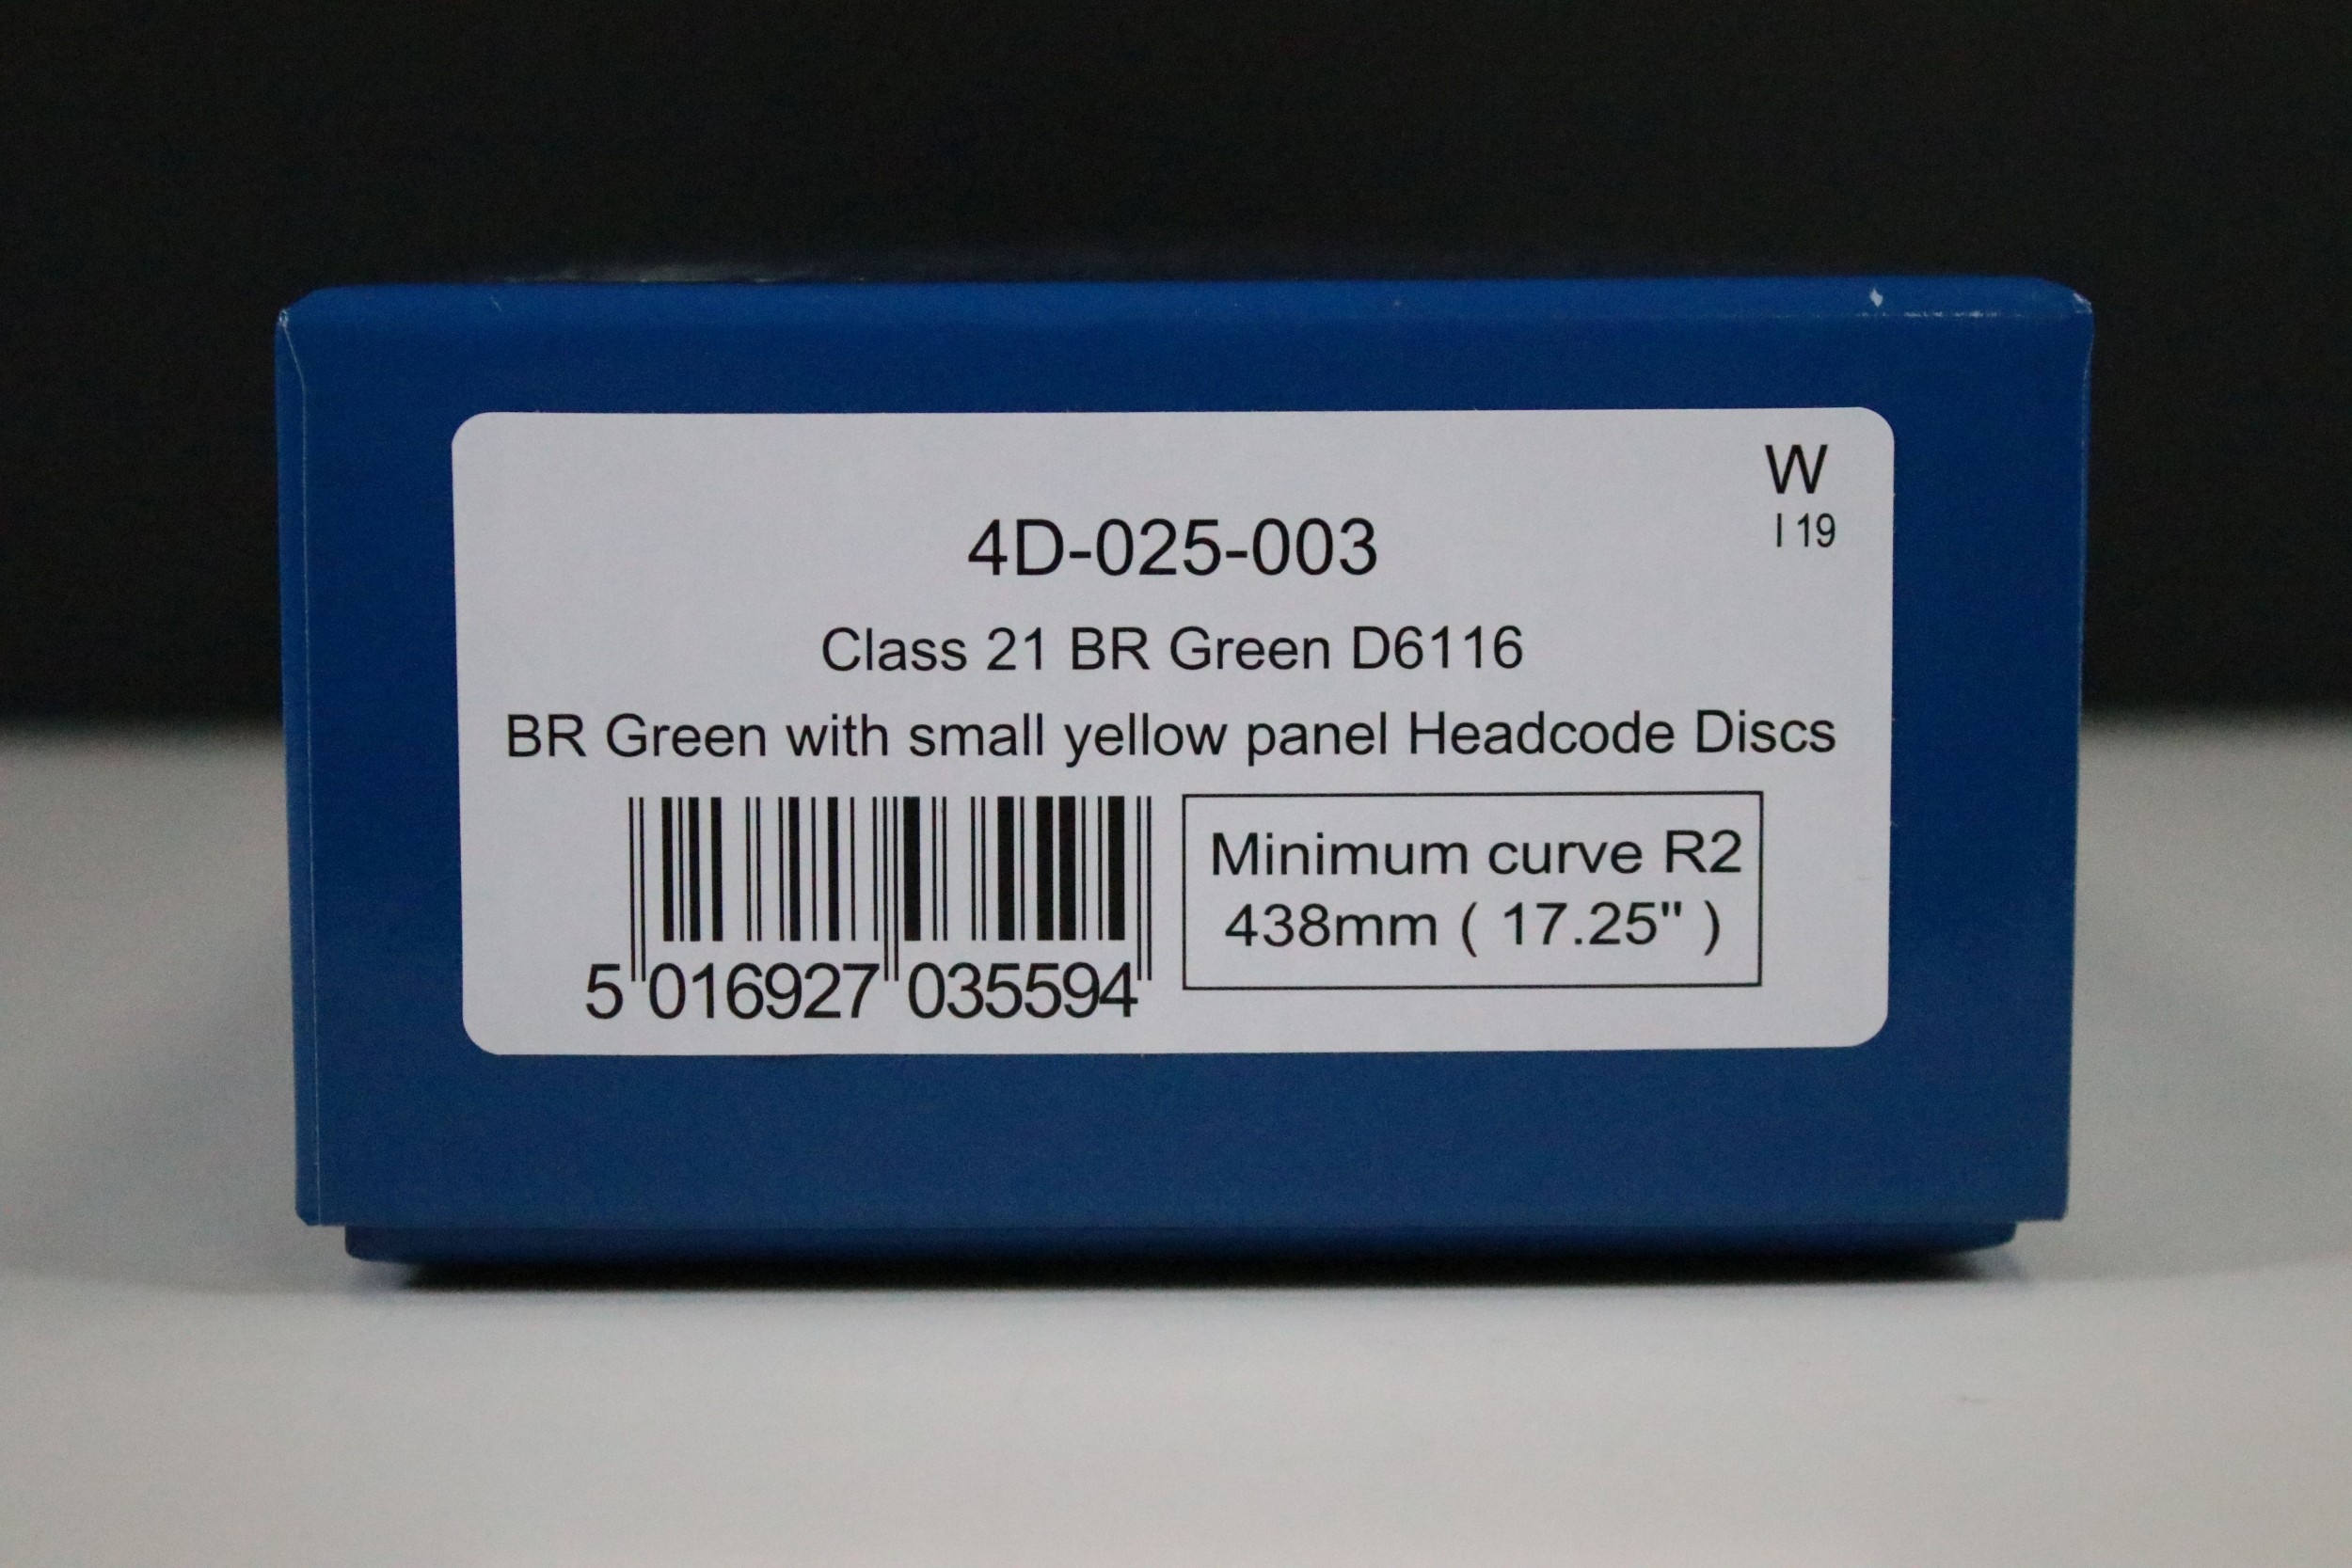 W
I 19
4D-025-003
Class 21 BR Green D6116
BR Green with small yellow panel Headcode Discs
Minimum curve R2
438mm ( 17.25" )
5 016927 035594